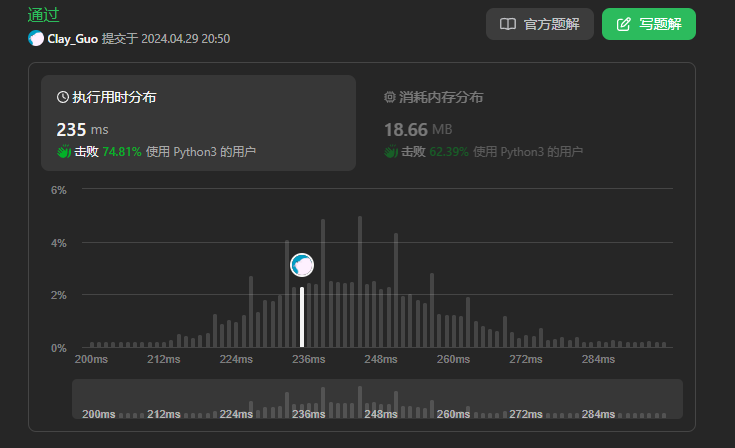 通过
官方题解
写题解
Clay_Guo 提交于 2024.04.29 20:50
执行用时分布
消耗内存分布
235 ms
18.66 MB
击败 74.81% 使用 Python3 的用户
击败 62.39% 使用 Python3 的用户
6%
4%
2%
0%
200ms 212ms 224ms 236ms 248ms 260ms 272ms 284ms
200ms 212ms 224ms 236ms 248ms 260ms 272ms 284ms